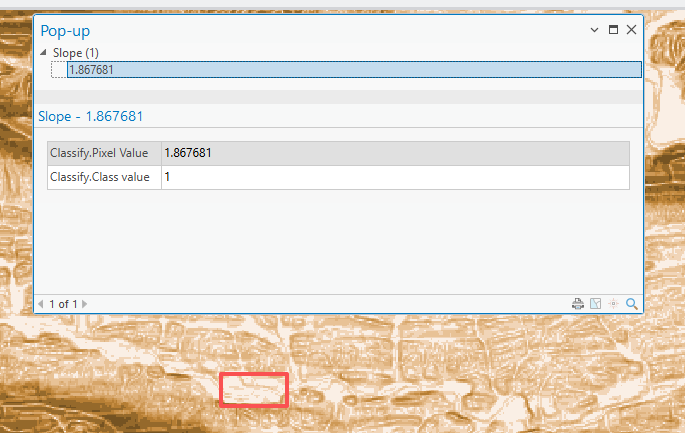 Pop-up
Slope (1)
1.867681
Slope - 1.867681
Classify.Pixel Value 1.867681
Classify.Class value 1
1 of 1